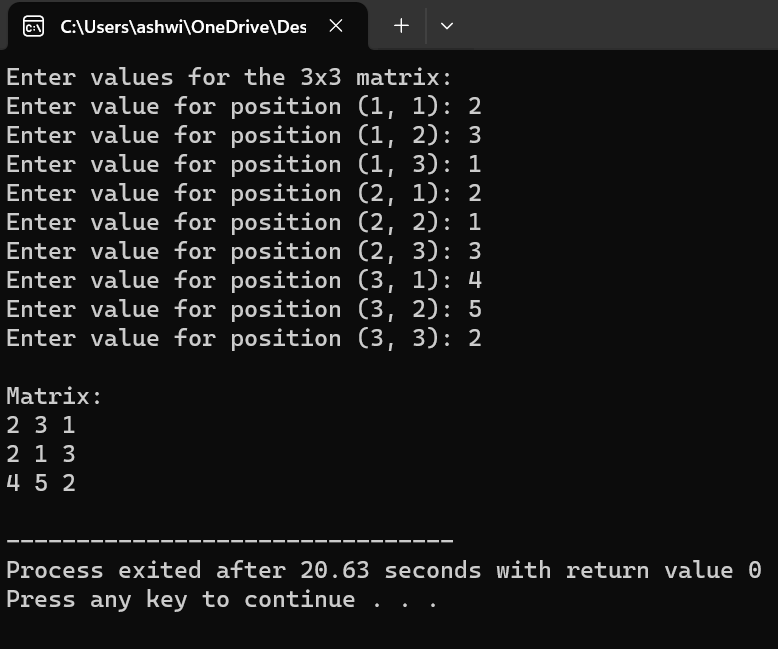 C:\Users\ashwi\OneDrive\Des
Enter values for the 3x3 matrix:
Enter value for position (1, 1): 2
Enter value for position (1, 2): 3
Enter value for position (1, 3): 1
Enter value for position (2, 1): 2
Enter value for position (2, 2): 1
Enter value for position (2, 3): 3
Enter value for position (3, 1): 4
Enter value for position (3, 2): 5
Enter value for position (3, 3): 2
Matrix:
2 3 1
2 1 3
4 5 2
--------------------------------
Process exited after 20.63 seconds with return value 0
Press any key to continue . . .